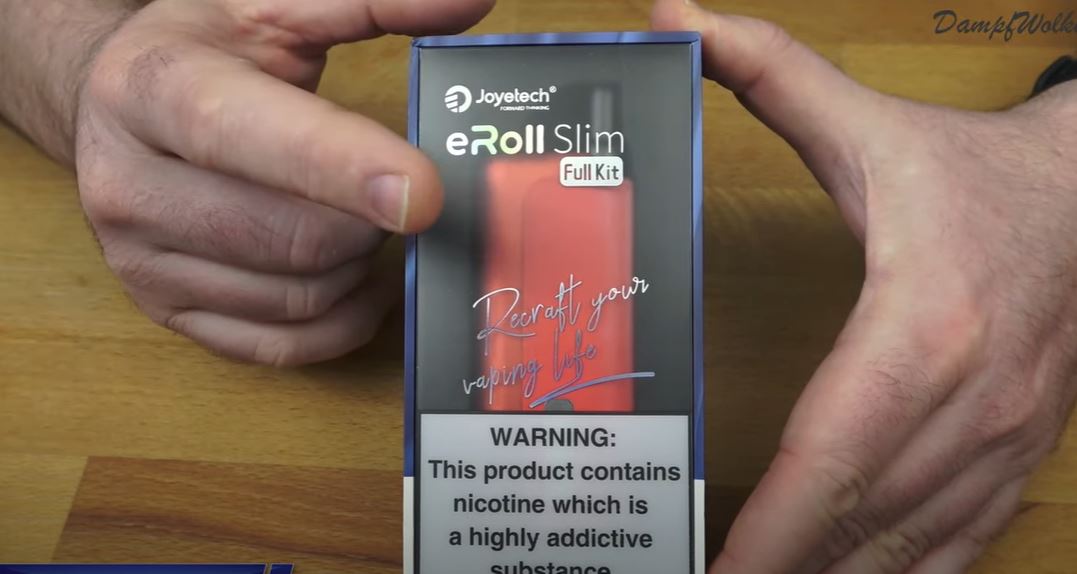 DampfWolke
Joyetech®
FORWARD THINKING
eRoll Slim
Full Kit
Recraft your
vaping life
WARNING:
This product contains
nicotine which is
a highly addictive
substance